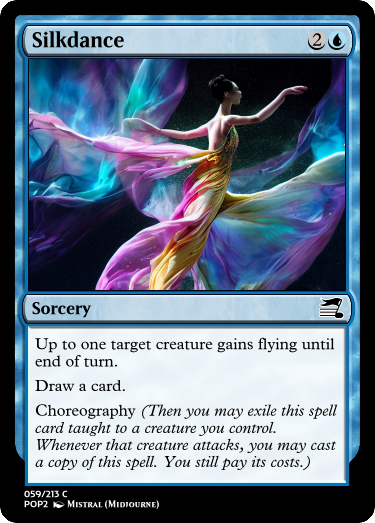 Silkdance 2
Sorcery
Up to one target creature gains flying until
end of turn.
Draw a card.
Choreography (Then you may exile this spell
card taught to a creature you control.
Whenever that creature attacks, you may cast
a copy of this spell. You still pay its costs.)
059/213 C
POP2 Mistral (Midjourne)